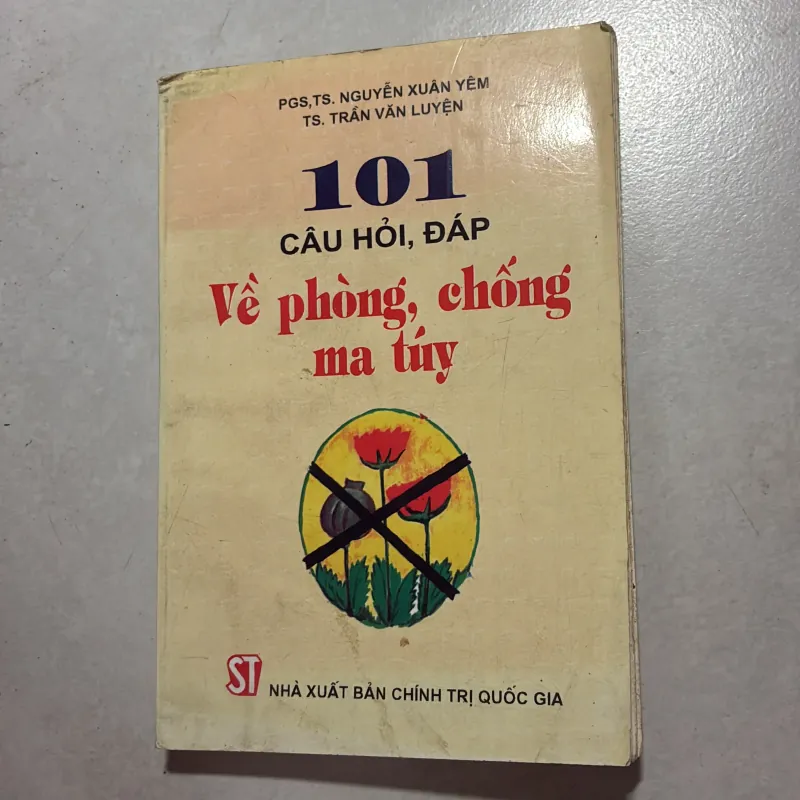 PGS,TS. NGUYỄN XUÂN YÊM
TS. TRẦN VĂN LUYỆN
101
CÂU HỎI, ĐÁP
Về phòng, chống
ma túy
ST NHÀ XUẤT BẢN CHÍNH TRỊ QUỐC GIA